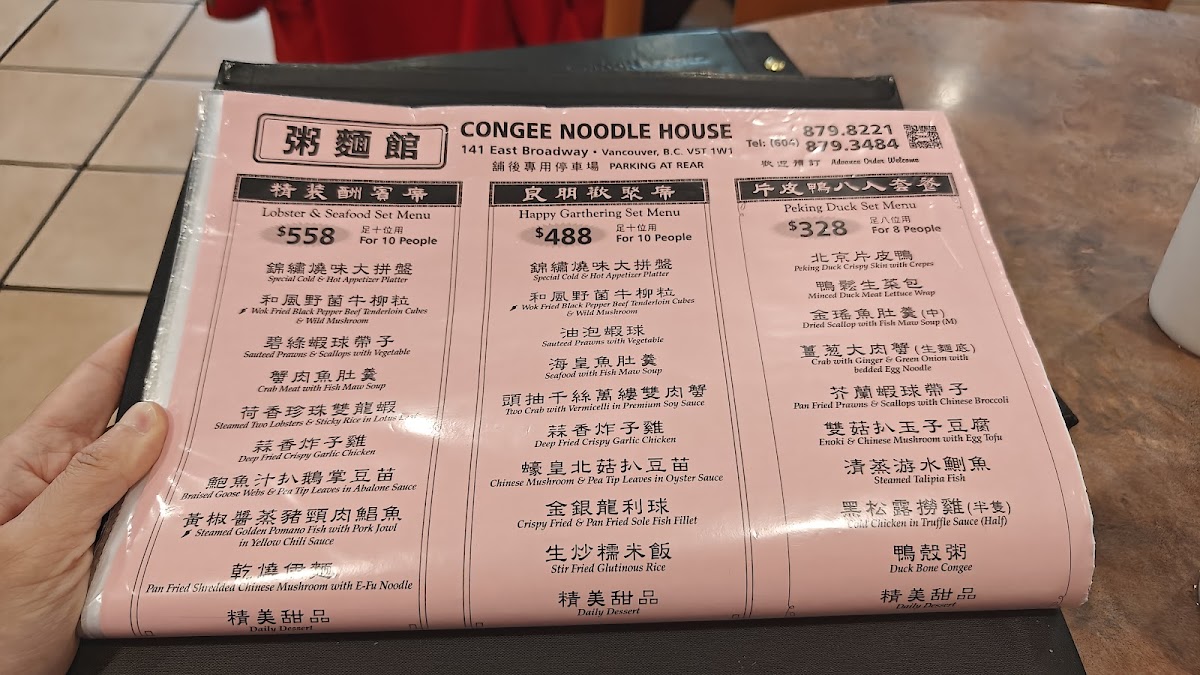 粥麵館
CONGEE NOODLE HOUSE
141 East Broadway • Vancouver, B.C. V5T 1W1
舖後專用停車場 PARKING AT REAR
Tel: (604) 879.8221
879.3484
歡迎預訂 Advance Order Welcome
精裝酬賓席
Lobster & Seafood Set Menu
$558 足十位用
For 10 People
錦繡燒味大拼盤
Special Cold & Hot Appetizer Platter
和風野菌牛柳粒
Wok Fried Black Pepper Beef Tenderloin Cubes
& Wild Mushroom
碧綠蝦球帶子
Sauteed Prawns & Scallops with Vegetable
蟹肉魚肚羹
Crab Meat with Fish Maw Soup
荷香珍珠雙龍蝦
Steamed Two Lobsters & Sticky Rice in Lotus Leaf
蒜香炸子雞
Deep Fried Crispy Garlic Chicken
鮑魚汁扒鵝掌豆苗
Braised Goose Webs & Pea Tip Leaves in Abalone Sauce
黃椒醬蒸豬頸肉鯧魚
Steamed Golden Pomano Fish with Pork Jowl
in Yellow Chili Sauce
乾燒伊麵
Pan Fried Shredded Chinese Mushroom with E-Fu Noodle
精美甜品
Daily Dessert
良朋歡聚席
Happy Garthering Set Menu
$488 足十位用
For 10 People
錦繡燒味大拼盤
Special Cold & Hot Appetizer Platter
和風野菌牛柳粒
Wok Fried Black Pepper Beef Tenderloin Cubes
& Wild Mushroom
油泡蝦球
Sauteed Prawns with Vegetable
海皇魚肚羹
Seafood with Fish Maw Soup
頭抽千絲萬縷雙肉蟹
Two Crab with Vermicelli in Premium Soy Sauce
蒜香炸子雞
Deep Fried Crispy Garlic Chicken
蠔皇北菇扒豆苗
Chinese Mushroom & Pea Tip Leaves in Oyster Sauce
金銀龍利球
Crispy Fried & Pan Fried Sole Fish Fillet
生炒糯米飯
Stir Fried Glutinous Rice
精美甜品
Daily Dessert
片皮鴨八人套餐
Peking Duck Set Menu
$328 足八位用
For 8 People
北京片皮鴨
Peking Duck Crispy Skin with Crepes
鴨鬆生菜包
Minced Duck Meat Lettuce Wrap
金瑤魚肚羹(中)
Dried Scallop with Fish Maw Soup (M)
薑葱大肉蟹(生麵底)
Crab with Ginger & Green Onion with
bedded Egg Noodle
芥蘭蝦球帶子
Pan Fried Prawns & Scallops with Chinese Broccoli
雙菇扒玉子豆腐
Enoki & Chinese Mushroom with Egg Tofu
清蒸游水鰂魚
Steamed Talipia Fish
黑松露撈雞(半隻)
Cold Chicken in Truffle Sauce (Half)
鴨殼粥
Duck Bone Congee
精美甜品
Daily Dessert